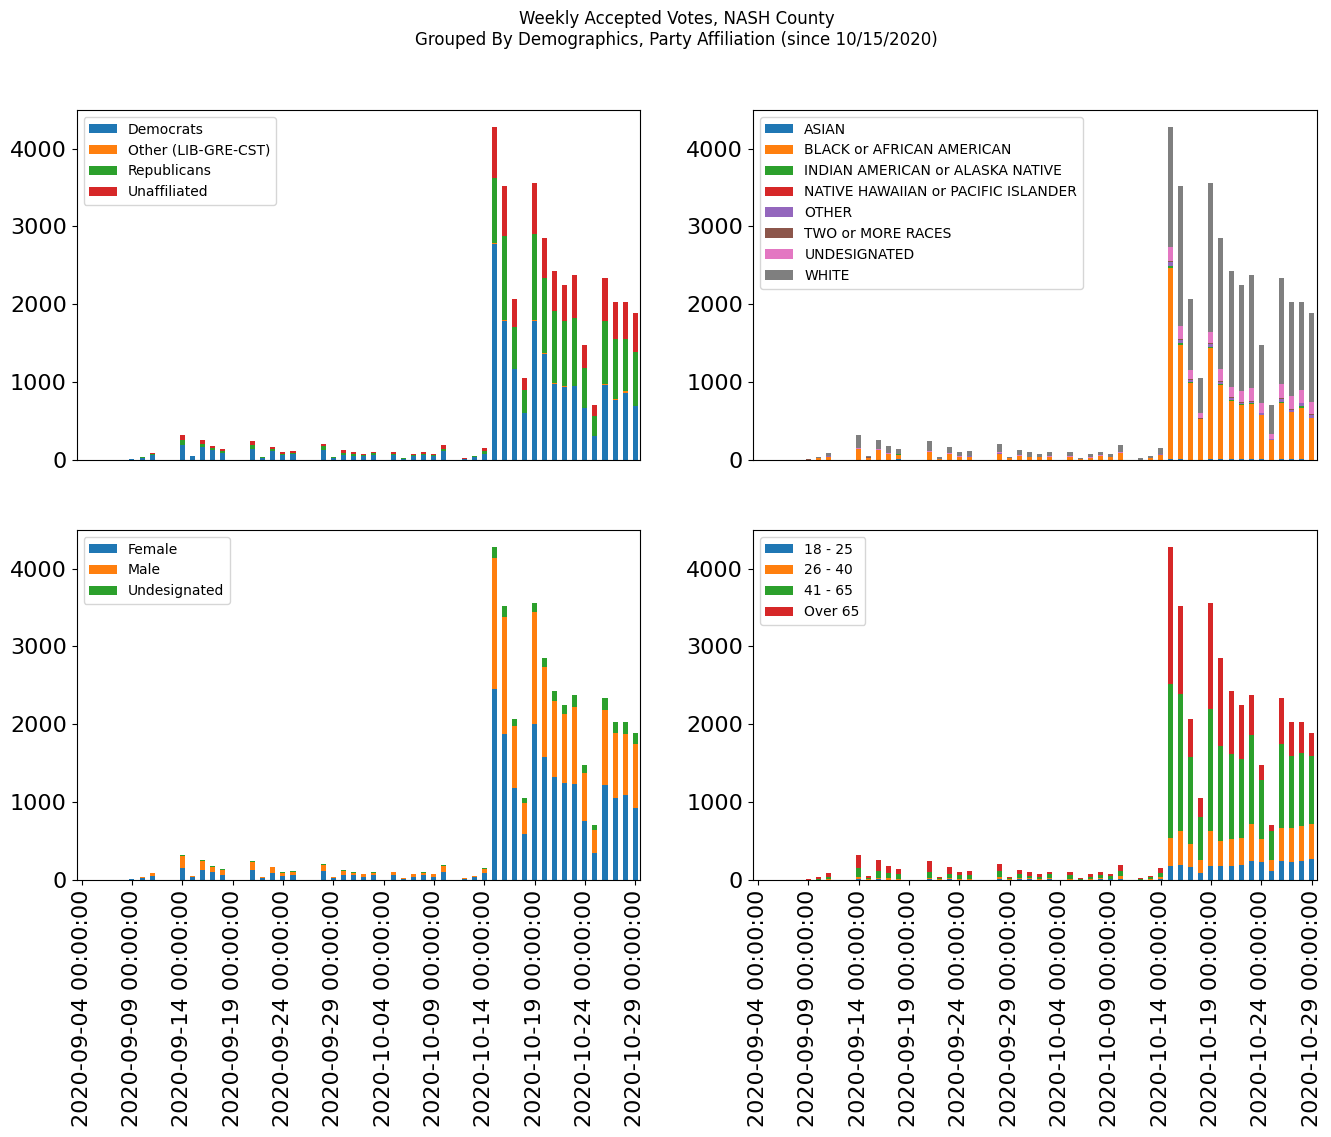 Weekly Accepted Votes, NASH County
Grouped By Demographics, Party Affiliation (since 10/15/2020)
Democrats
Other (LIB-GRE-CST)
Republicans
Unaffiliated
4000
3000
2000
1000
0
ASIAN
BLACK or AFRICAN AMERICAN
INDIAN AMERICAN or ALASKA NATIVE
NATIVE HAWAIIAN or PACIFIC ISLANDER
OTHER
TWO or MORE RACES
UNDESIGNATED
WHITE
4000
3000
2000
1000
0
Female
Male
Undesignated
4000
3000
2000
1000
0
2020-09-04 00:00:00
2020-09-09 00:00:00
2020-09-14 00:00:00
2020-09-19 00:00:00
2020-09-24 00:00:00
2020-09-29 00:00:00
2020-10-04 00:00:00
2020-10-09 00:00:00
2020-10-14 00:00:00
2020-10-19 00:00:00
2020-10-24 00:00:00
2020-10-29 00:00:00
18 - 25
26 - 40
41 - 65
Over 65
4000
3000
2000
1000
0
2020-09-04 00:00:00
2020-09-09 00:00:00
2020-09-14 00:00:00
2020-09-19 00:00:00
2020-09-24 00:00:00
2020-09-29 00:00:00
2020-10-04 00:00:00
2020-10-09 00:00:00
2020-10-14 00:00:00
2020-10-19 00:00:00
2020-10-24 00:00:00
2020-10-29 00:00:00